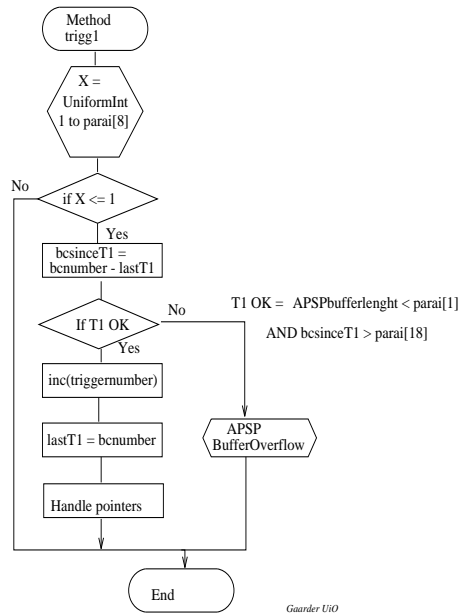 Method
trigg1
X =
UniformInt
1 to parai[8]
No
if X <= 1
Yes
bcsinceT1 =
bcnumber - lastT1
No
T1 OK = APSPbufferlenght < parai[1]
If T1 OK
AND bcsinceT1 > parai[18]
Yes
inc(triggernumber)
lastT1 = bcnumber
APSP
BufferOverflow
Handle pointers
End
Gaarder UiO